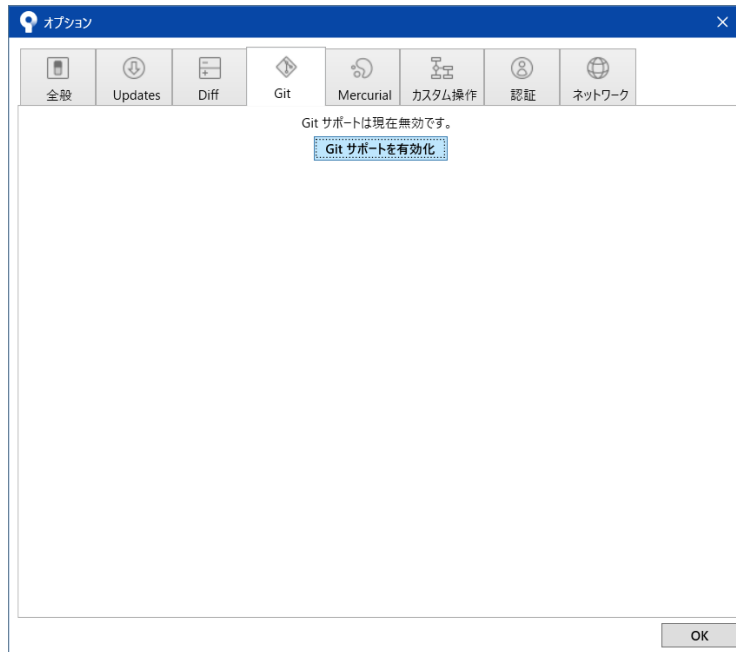 オプション
全般
Updates
Diff
Git
Mercurial
カスタム操作
認証
ネットワーク
Git サポートは現在無効です。
Git サポートを有効化
OK